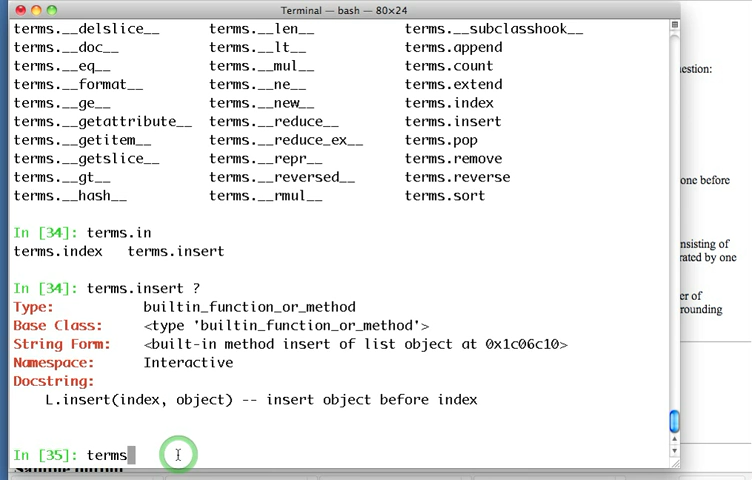 Terminal — bash — 80×24
terms.__delslice__ terms.__len__ terms.__subclasshook__
terms.__doc__ terms.__lt__ terms.append
terms.__eq__ terms.__mul__ terms.count
terms.__format__ terms.__ne__ terms.extend
terms.__ge__ terms.__new__ terms.index
terms.__getattribute__ terms.__reduce__ terms.insert
terms.__getitem__ terms.__reduce_ex__ terms.pop
terms.__getslice__ terms.__repr__ terms.remove
terms.__gt__ terms.__reversed__ terms.reverse
terms.__hash__ terms.__rmul__ terms.sort
In [34]: terms.in
terms.index terms.insert
In [34]: terms.insert ?
Type: builtin_function_or_method
Base Class: <type 'builtin_function_or_method'>
String Form: <built-in method insert of list object at 0x1c06c10>
Namespace: Interactive
Docstring:
L.insert(index, object) -- insert object before index
In [35]: terms
estion:
one before
nsisting of
rated by one
er of
rounding
Sample output